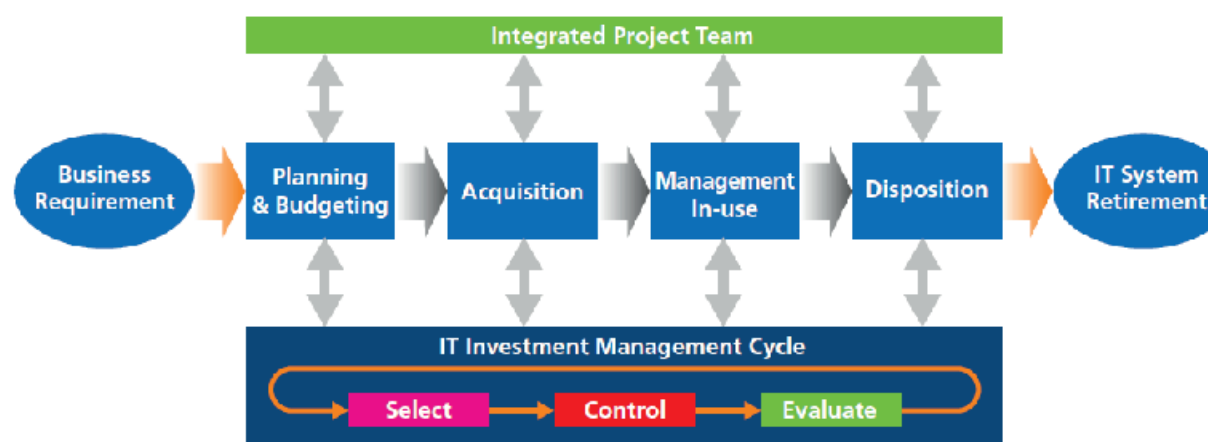 Integrated Project Team
Business
Requirement
Planning
& Budgeting
Acquisition
Management
In-use
Disposition
IT System
Retirement
IT Investment Management Cycle
Select
Control
Evaluate